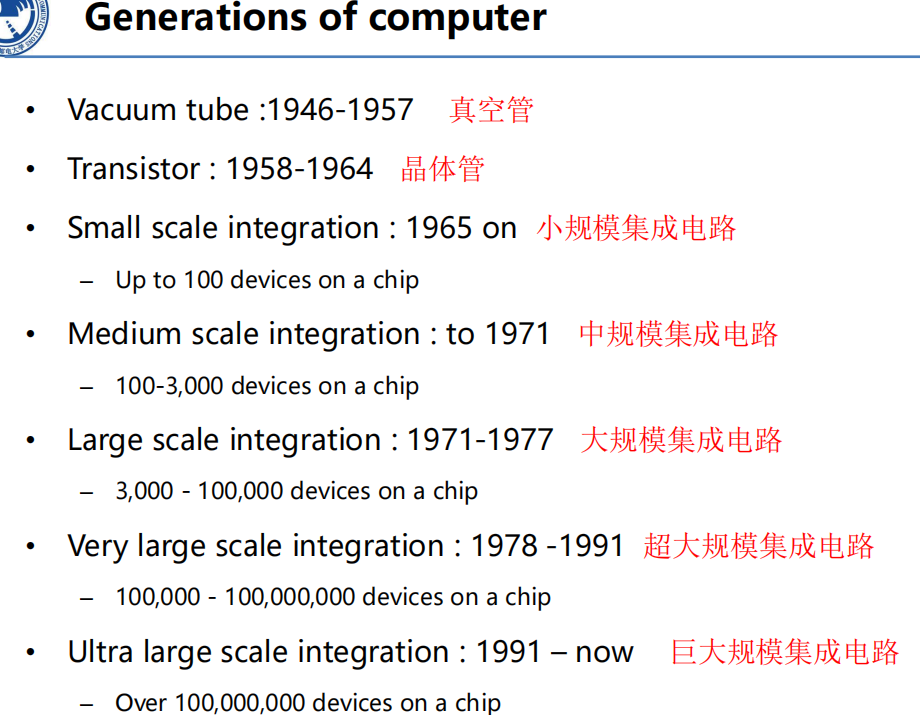 Generations of computer
• Vacuum tube :1946-1957 真空管
• Transistor : 1958-1964 晶体管
• Small scale integration : 1965 on 小规模集成电路
– Up to 100 devices on a chip
• Medium scale integration : to 1971 中规模集成电路
– 100-3,000 devices on a chip
• Large scale integration : 1971-1977 大规模集成电路
– 3,000 - 100,000 devices on a chip
• Very large scale integration : 1978 -1991 超大规模集成电路
– 100,000 - 100,000,000 devices on a chip
• Ultra large scale integration : 1991 – now 巨大规模集成电路
– Over 100,000,000 devices on a chip